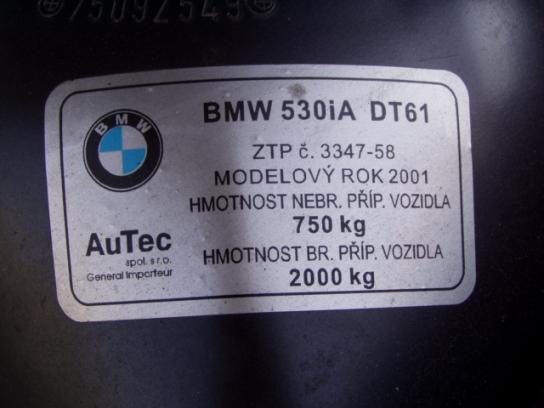 75092549
BMW
BMW 530iA DT61
ZTP č. 3347-58
MODELOVÝ ROK 2001
HMOTNOST NEBR. PŘÍP. VOZIDLA
750 kg
HMOTNOST BR. PŘÍP. VOZIDLA
2000 kg
AuTec
spol. s r.o.
General Importeur